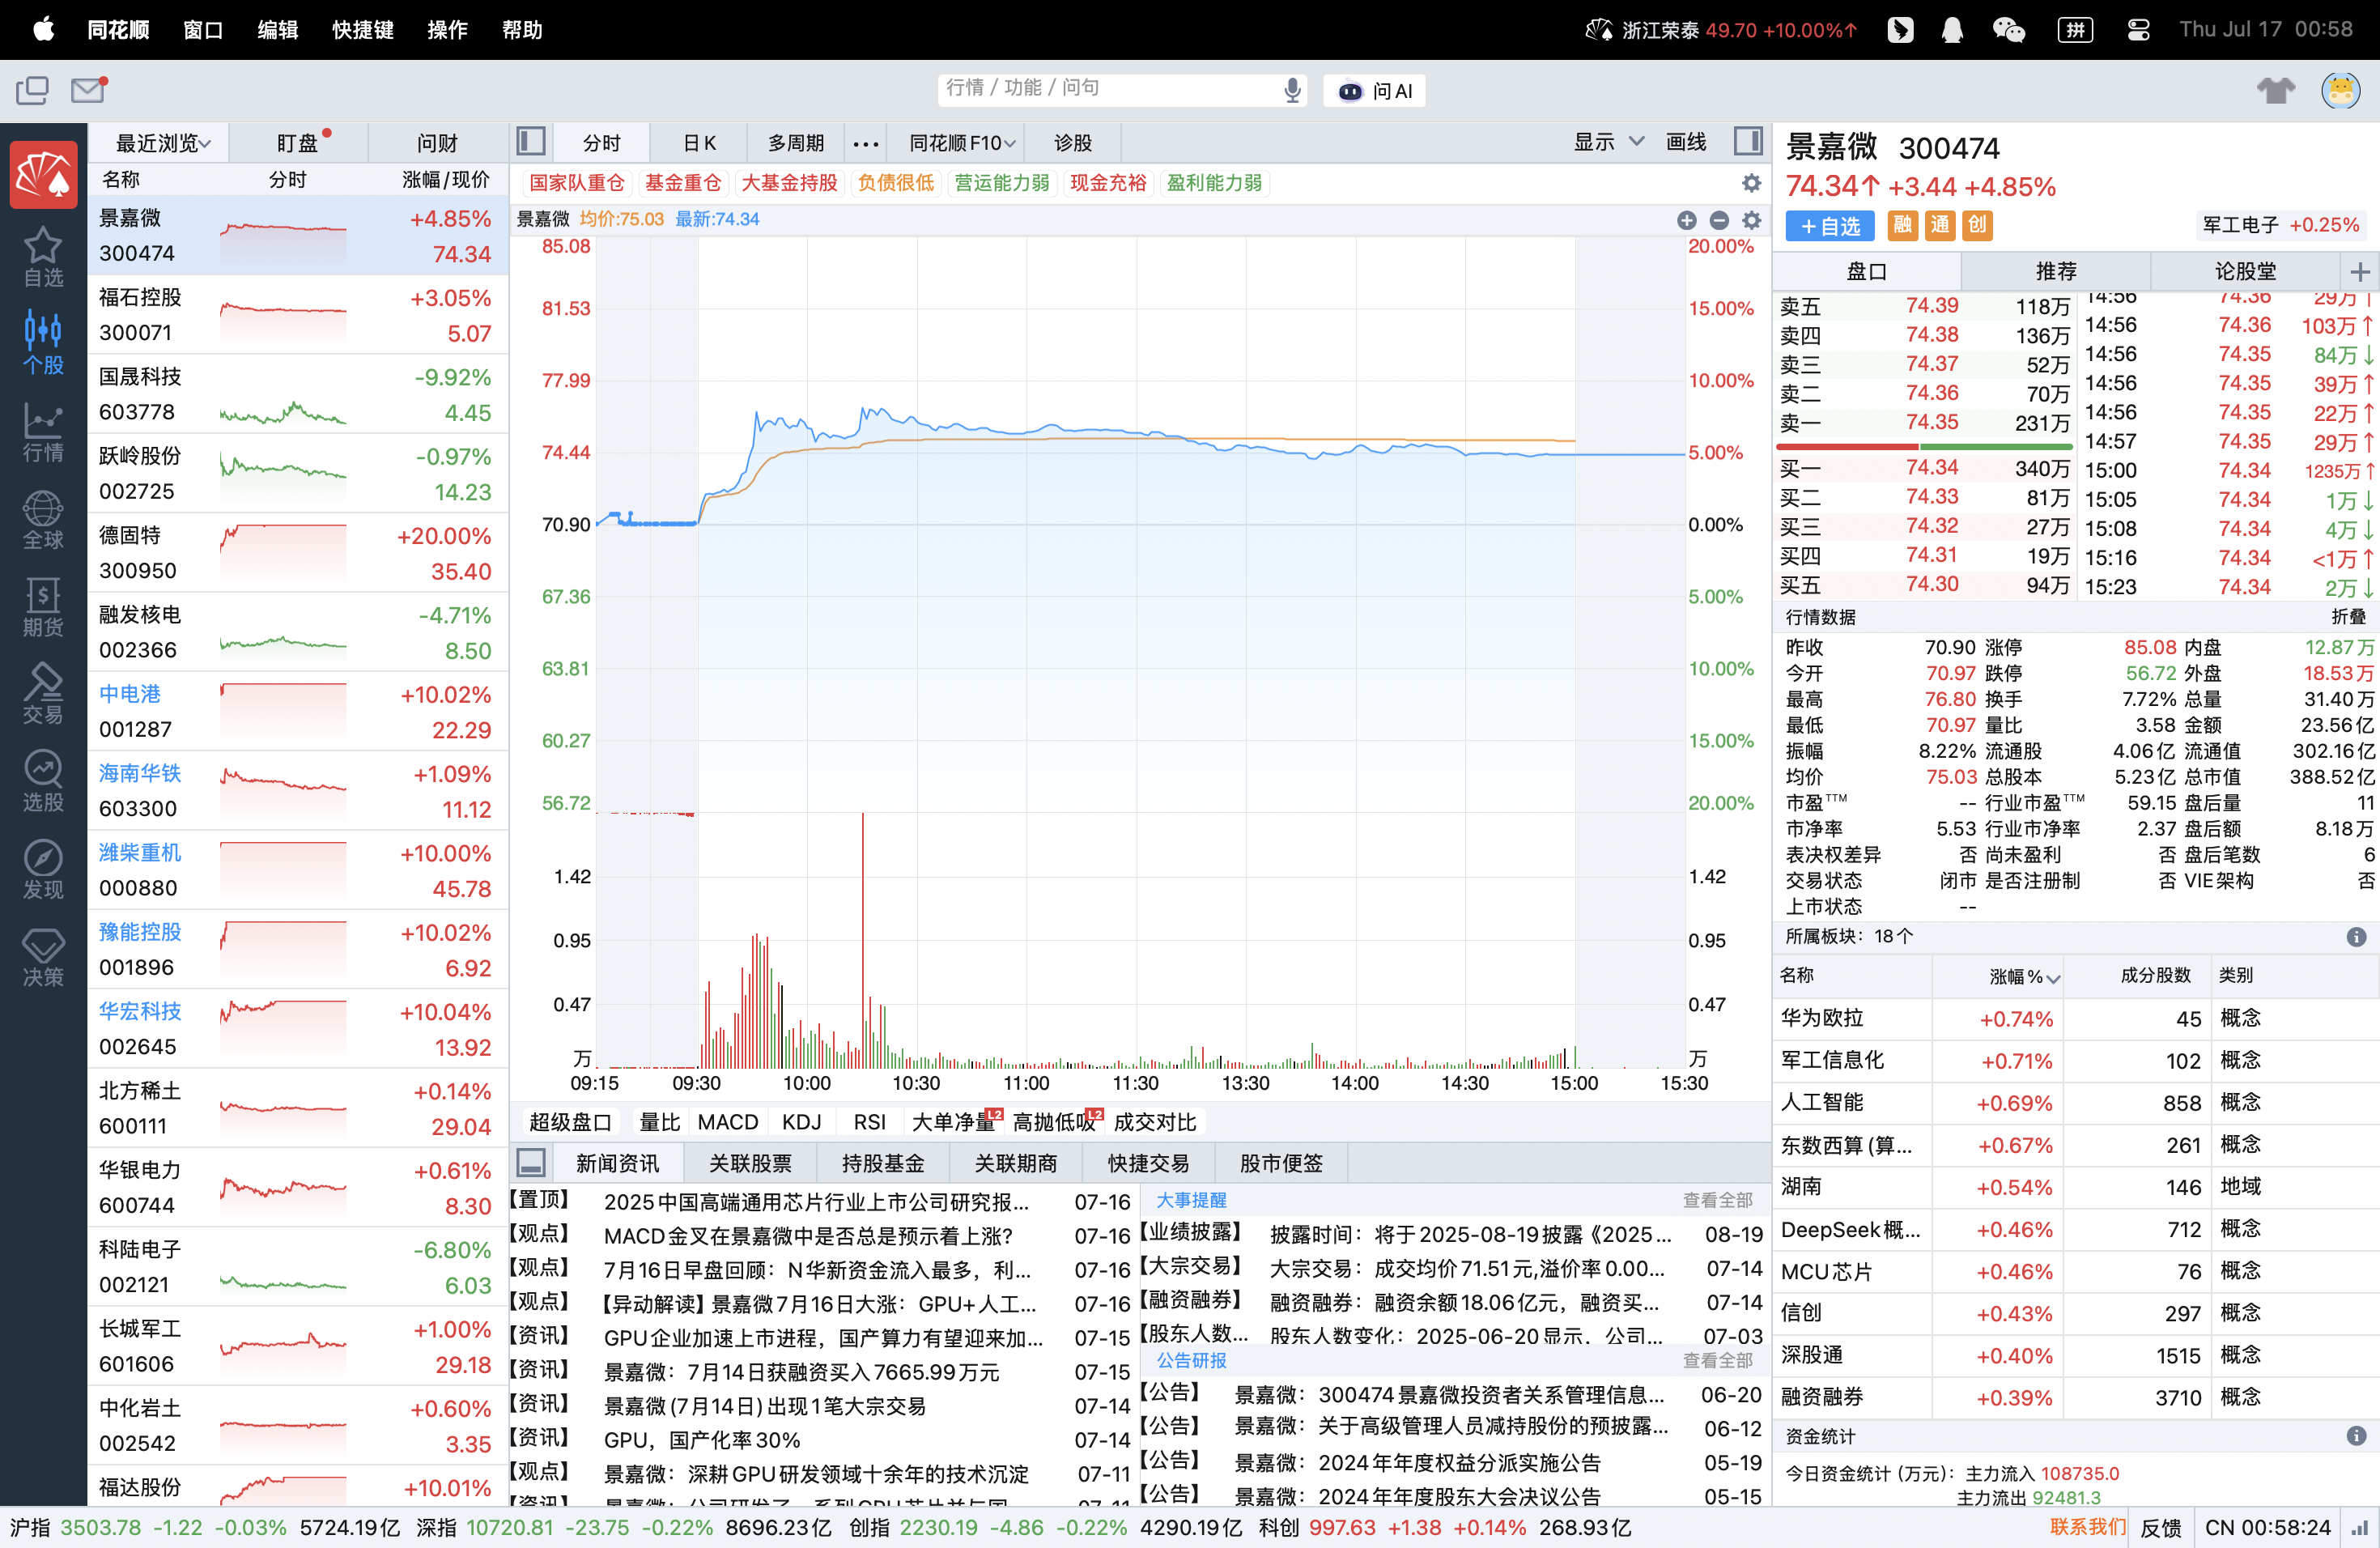 同花顺 窗口 编辑 快捷键 操作 帮助 浙江荣泰 49.70 +10.00%↑ 拼 Thu Jul 17 00:58
行情 / 功能 / 问句 问AI
自选
个股
行情
全球
期货
交易
选股
发现
决策
最近浏览 盯盘 问财
名称 分时 涨幅/现价
景嘉微 +4.85%
300474 74.34
福石控股 +3.05%
300071 5.07
国晟科技 -9.92%
603778 4.45
跃岭股份 -0.97%
002725 14.23
德固特 +20.00%
300950 35.40
融发核电 -4.71%
002366 8.50
中电港 +10.02%
001287 22.29
海南华铁 +1.09%
603300 11.12
潍柴重机 +10.00%
000880 45.78
豫能控股 +10.02%
001896 6.92
华宏科技 +10.04%
002645 13.92
北方稀土 +0.14%
600111 29.04
华银电力 +0.61%
600744 8.30
科陆电子 -6.80%
002121 6.03
长城军工 +1.00%
601606 29.18
中化岩土 +0.60%
002542 3.35
福达股份 +10.01%
分时 日K 多周期 ••• 同花顺F10 诊股 显示 画线
国家队重仓 基金重仓 大基金持股 负债很低 营运能力弱 现金充裕 盈利能力弱
景嘉微 均价:75.03 最新:74.34
85.08 20.00%
81.53 15.00%
77.99 10.00%
74.44 5.00%
70.90 0.00%
67.36 5.00%
63.81 10.00%
60.27 15.00%
56.72 20.00%
1.42 1.42
0.95 0.95
0.47 0.47
万 万
09:15 09:30 10:00 10:30 11:00 11:30 13:30 14:00 14:30 15:00 15:30
超级盘口 量比 MACD KDJ RSI 大单净量 L2 高抛低吸 L2 成交对比
新闻资讯 关联股票 持股基金 关联期商 快捷交易 股市便签
【置顶】 2025中国高端通用芯片行业上市公司研究报... 07-16
【观点】 MACD金叉在景嘉微中是否总是预示着上涨? 07-16
【观点】 7月16日早盘回顾：N华新资金流入最多，利... 07-16
【观点】 【异动解读】景嘉微7月16日大涨：GPU+人工... 07-16
【资讯】 GPU企业加速上市进程，国产算力有望迎来加... 07-15
【资讯】 景嘉微：7月14日获融资买入7665.99万元 07-15
【资讯】 景嘉微(7月14日)出现1笔大宗交易 07-14
【资讯】 GPU，国产化率30% 07-14
【观点】 景嘉微：深耕GPU研发领域十余年的技术沉淀 07-11
大事提醒 查看全部
【业绩披露】 披露时间：将于2025-08-19披露《2025... 08-19
【大宗交易】 大宗交易：成交均价71.51元,溢价率0.00... 07-14
【融资融券】 融资融券：融资余额18.06亿元，融资买... 07-14
【股东人数... 股东人数变化：2025-06-20显示，公司... 07-03
公告研报 查看全部
【公告】 景嘉微：300474景嘉微投资者关系管理信息... 06-20
【公告】 景嘉微：关于高级管理人员减持股份的预披露... 06-12
【公告】 景嘉微：2024年年度权益分派实施公告 05-19
【公告】 景嘉微：2024年年度股东大会决议公告 05-15
景嘉微 300474
74.34↑ +3.44 +4.85%
+自选 融 通 创 军工电子 +0.25%
盘口 推荐 论股堂 +
卖五 74.39 118万
卖四 74.38 136万
卖三 74.37 52万
卖二 74.36 70万
卖一 74.35 231万
买一 74.34 340万
买二 74.33 81万
买三 74.32 27万
买四 74.31 19万
买五 74.30 94万
14:56 74.36 29万↑
14:56 74.36 103万↑
14:56 74.35 84万↓
14:56 74.35 39万↑
14:56 74.35 22万↑
14:57 74.35 29万↑
15:00 74.34 1235万↑
15:05 74.34 1万↓
15:08 74.34 4万↓
15:16 74.34 <1万↑
15:23 74.34 2万↓
行情数据 折叠
昨收 70.90 涨停 85.08 内盘 12.87万
今开 70.97 跌停 56.72 外盘 18.53万
最高 76.80 换手 7.72% 总量 31.40万
最低 70.97 量比 3.58 金额 23.56亿
振幅 8.22% 流通股 4.06亿 流通值 302.16亿
均价 75.03 总股本 5.23亿 总市值 388.52亿
市盈TTM -- 行业市盈TTM 59.15 盘后量 11
市净率 5.53 行业市净率 2.37 盘后额 8.18万
表决权差异 否 尚未盈利 否 盘后笔数 6
交易状态 闭市 是否注册制 否 VIE架构 否
上市状态 --
所属板块：18个
名称 涨幅% 成分股数 类别
华为欧拉 +0.74% 45 概念
军工信息化 +0.71% 102 概念
人工智能 +0.69% 858 概念
东数西算(算... +0.67% 261 概念
湖南 +0.54% 146 地域
DeepSeek概... +0.46% 712 概念
MCU芯片 +0.46% 76 概念
信创 +0.43% 297 概念
深股通 +0.40% 1515 概念
融资融券 +0.39% 3710 概念
资金统计
今日资金统计(万元)：主力流入 108735.0
主力流出 92481.3
沪指 3503.78 -1.22 -0.03% 5724.19亿 深指 10720.81 -23.75 -0.22% 8696.23亿 创指 2230.19 -4.86 -0.22% 4290.19亿 科创 997.63 +1.38 +0.14% 268.93亿 联系我们 反馈 CN 00:58:24